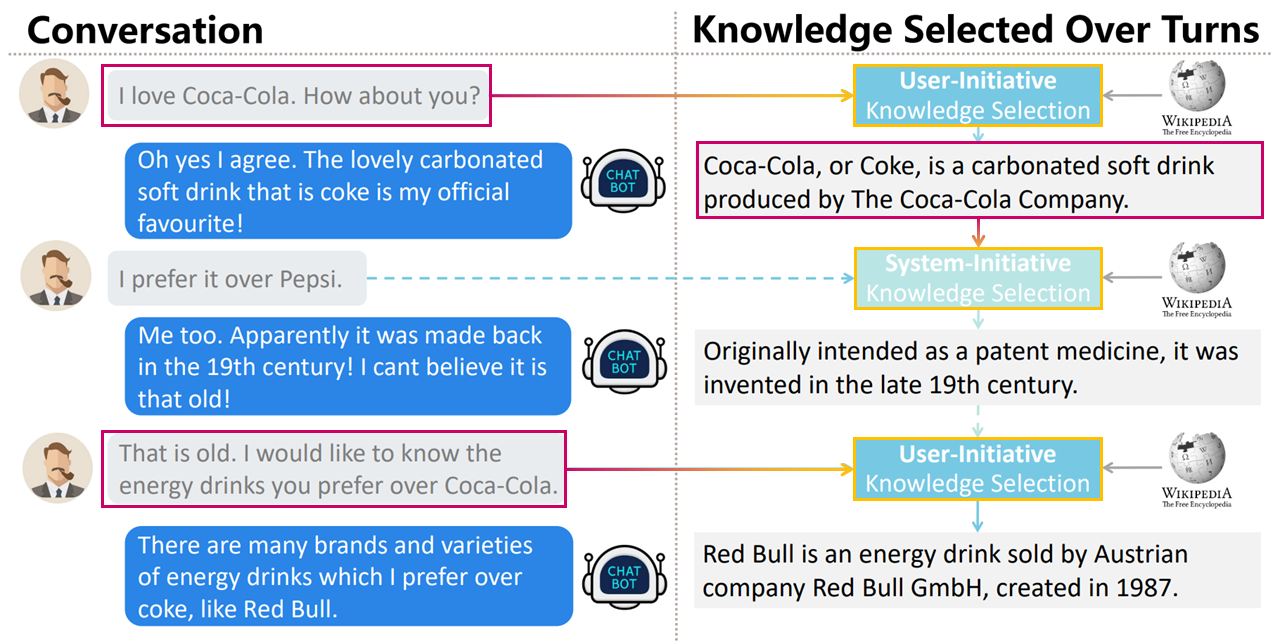 Conversation
Knowledge Selected Over Turns
I love Coca-Cola. How about you?
User-Initiative
Knowledge Selection
WIKIPEDIA
The Free Encyclopedia
Oh yes I agree. The lovely carbonated
soft drink that is coke is my official
favourite!
CHAT
BOT
Coca-Cola, or Coke, is a carbonated soft drink
produced by The Coca-Cola Company.
I prefer it over Pepsi.
System-Initiative
Knowledge Selection
WIKIPEDIA
The Free Encyclopedia
Me too. Apparently it was made back
in the 19th century! I cant believe it is
that old!
CHAT
BOT
Originally intended as a patent medicine, it was
invented in the late 19th century.
That is old. I would like to know the
energy drinks you prefer over Coca-Cola.
User-Initiative
Knowledge Selection
WIKIPEDIA
The Free Encyclopedia
There are many brands and varieties
of energy drinks which I prefer over
coke, like Red Bull.
CHAT
BOT
Red Bull is an energy drink sold by Austrian
company Red Bull GmbH, created in 1987.